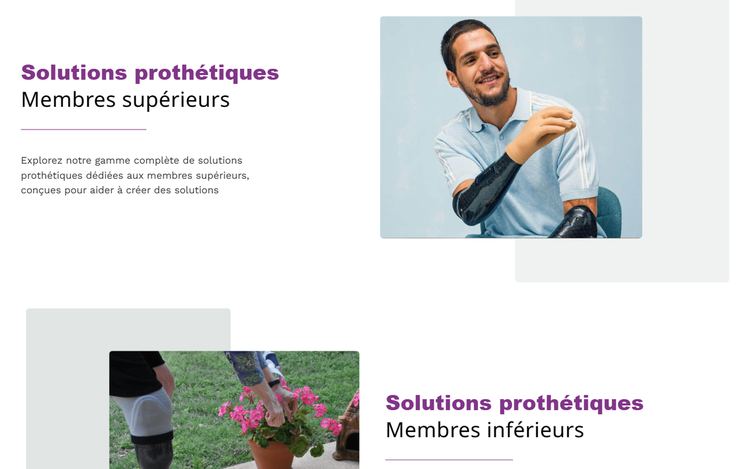 Solutions prothétiques
Membres supérieurs
Explorez notre gamme complète de solutions
prothétiques dédiées aux membres supérieurs,
conçues pour aider à créer des solutions
Solutions prothétiques
Membres inférieurs